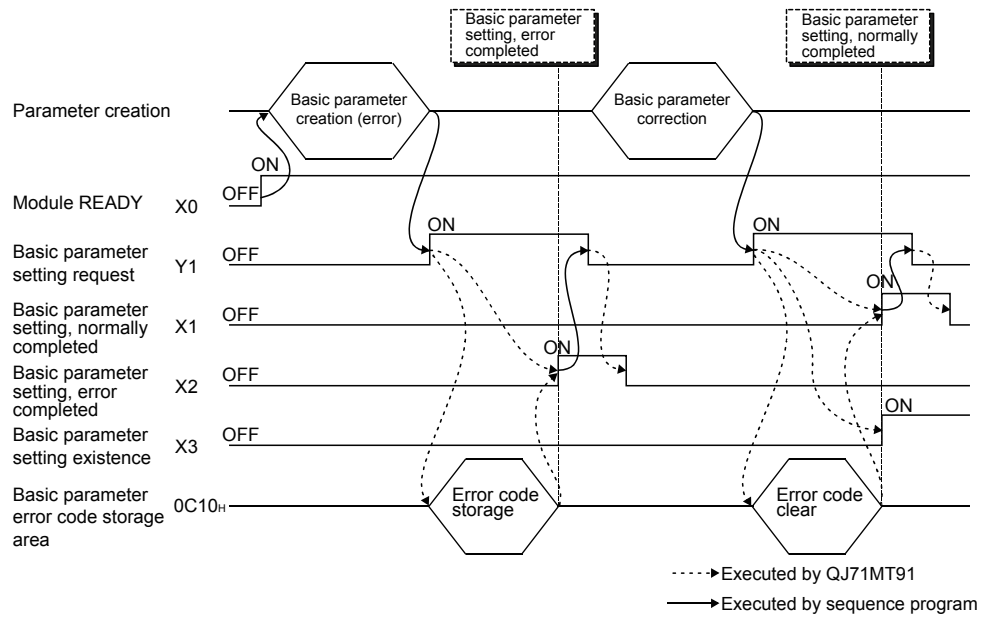 Basic parameter
setting, error
completed
Basic parameter
setting, normally
completed
Parameter creation
Basic parameter
creation (error)
Basic parameter
correction
ON
Module READY X0 OFF
ON
ON
Basic parameter
setting request
Y1 OFF
ON
Basic parameter
setting, normally
completed
X1 OFF
ON
Basic parameter
setting, error
completed
X2 OFF
ON
Basic parameter
setting existence
X3 OFF
Basic parameter
error code storage
area
0C10H
Error code
storage
Error code
clear
Executed by QJ71MT91
Executed by sequence program